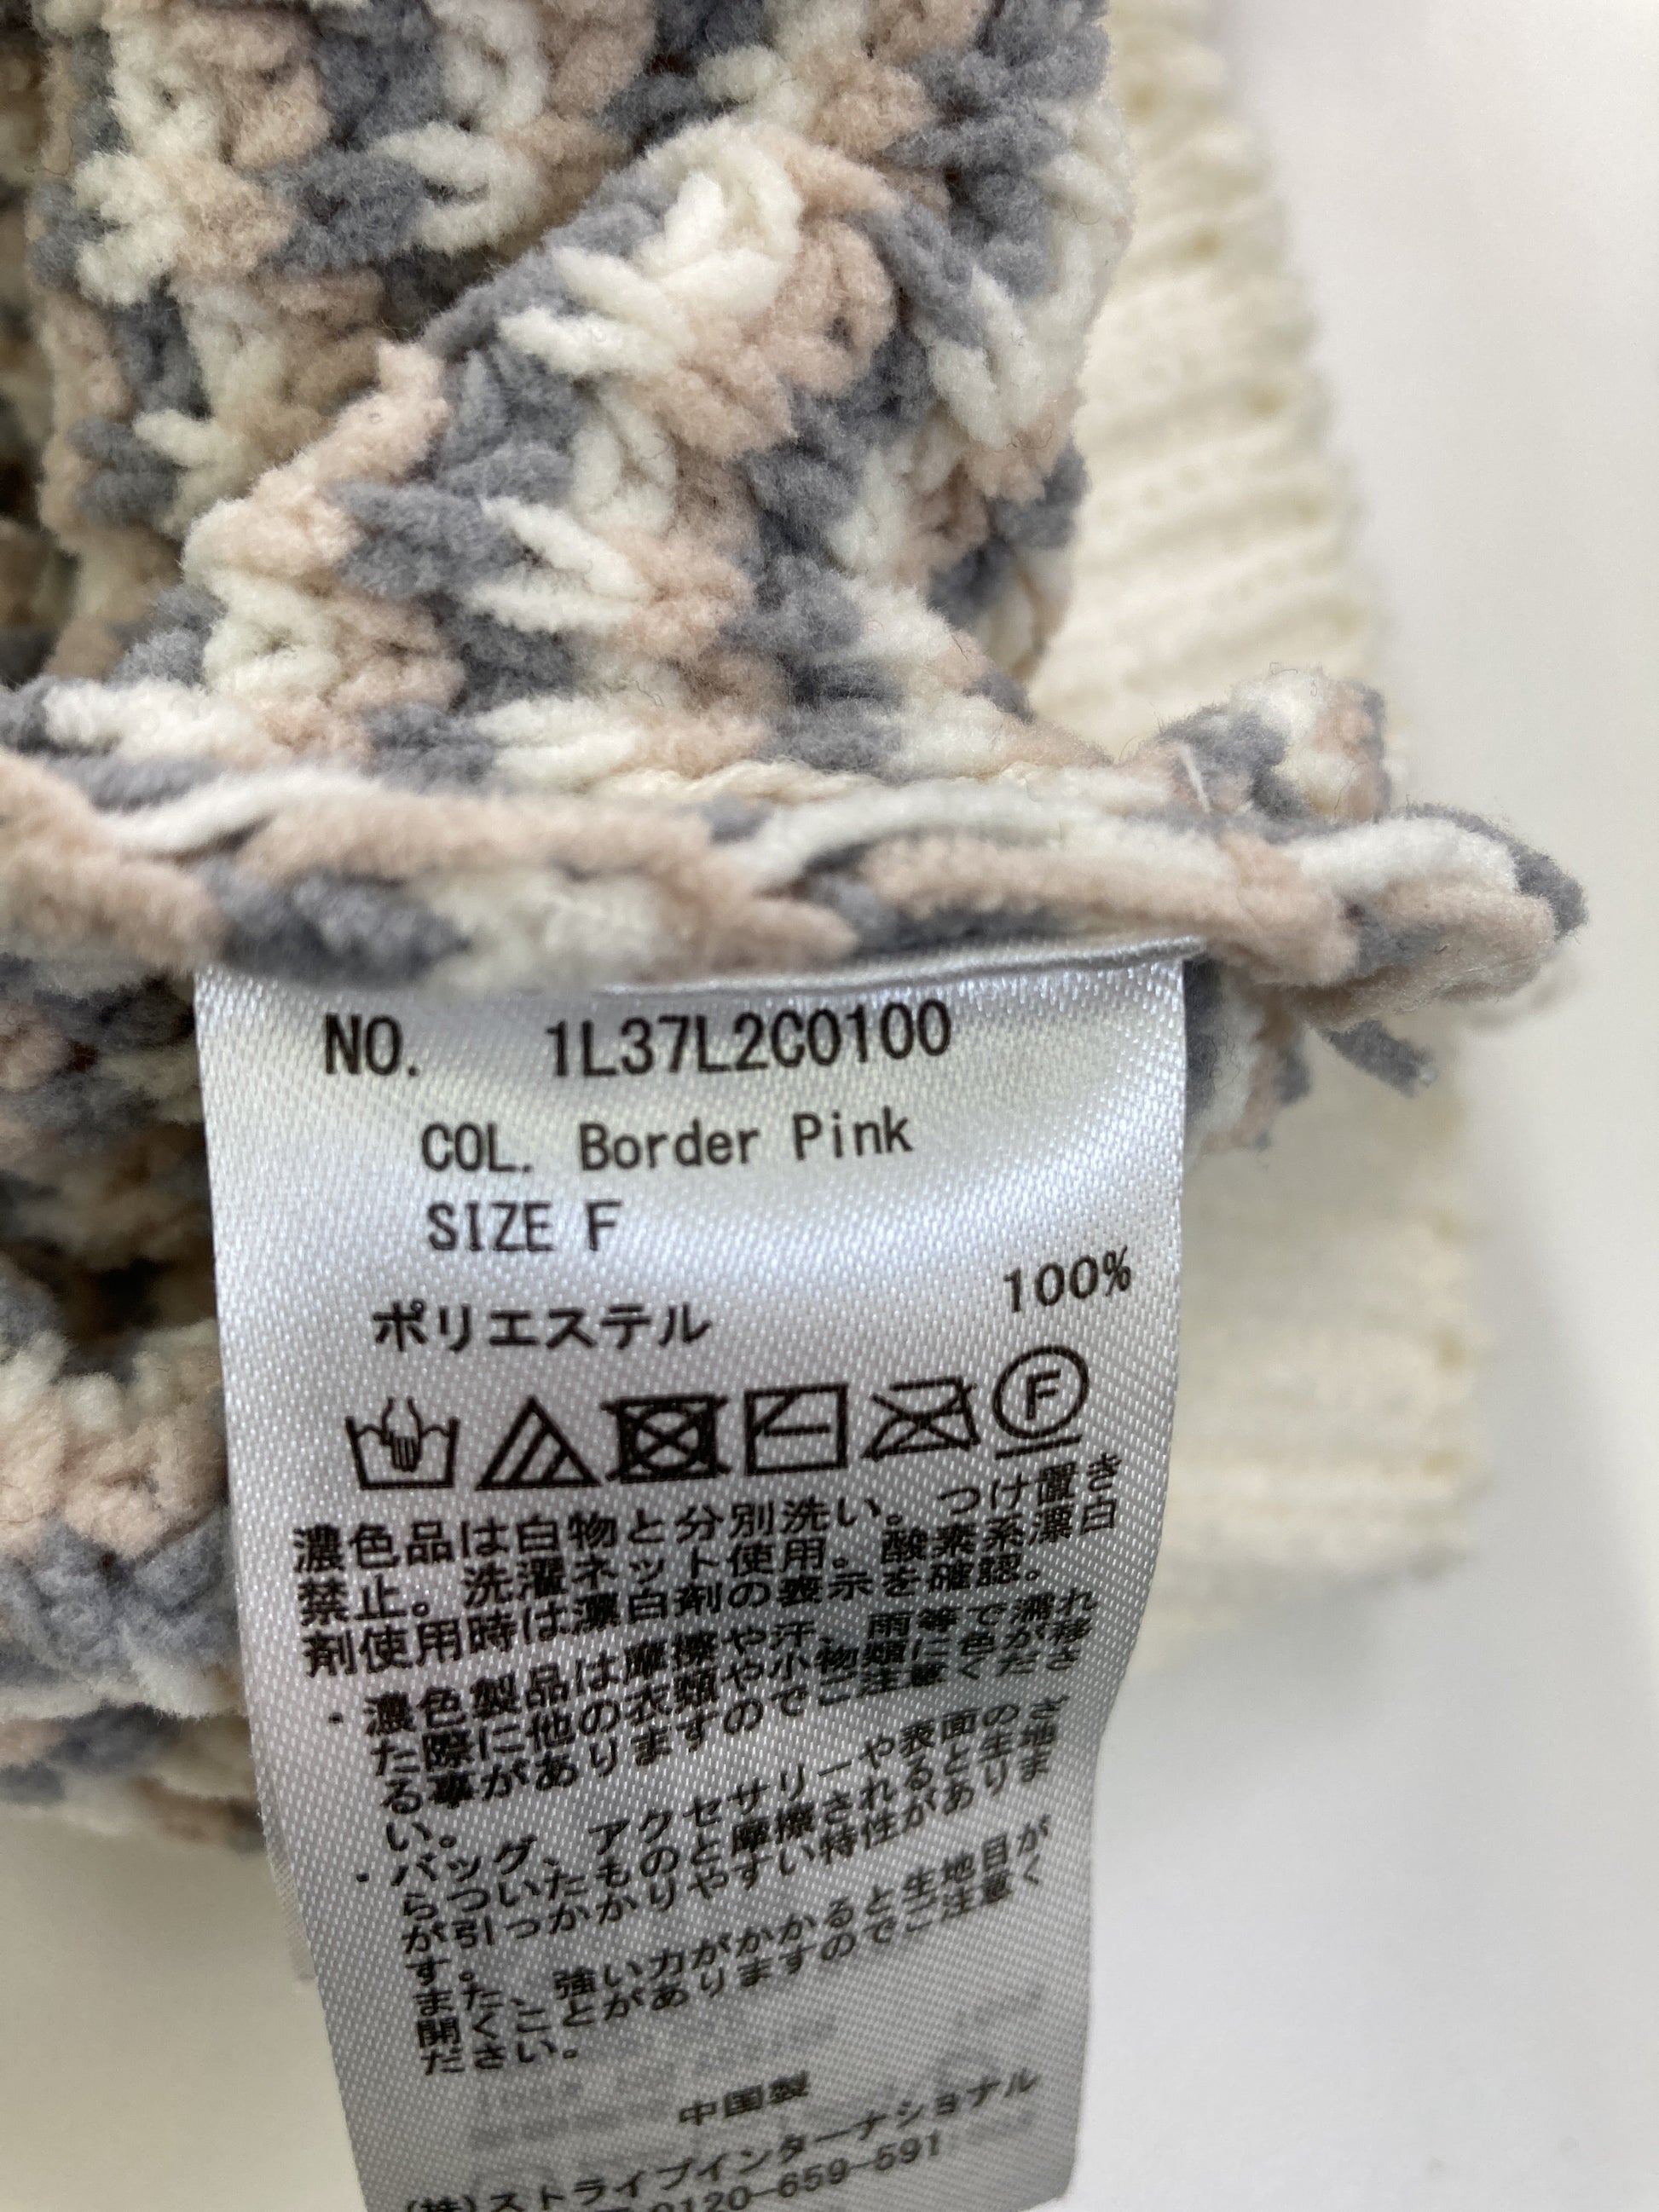 NO. 1L37L2C0100
COL. Border Pink
SIZE F
ポリエステル 100%
F
濃色品は白物と分別洗い。つけ置き
禁止。洗濯ネット使用。酸素系漂白
剤使用時は漂白剤の表示を確認。
・濃色製品は摩擦や汗、雨等で濡れ
た際に他の衣類や小物類に色が移
る事がありますのでご注意くださ
い。
・バッグ、アクセサリーや表面のざ
らついたものと摩擦されると生地
が引っかかりやすい特性がありま
す。
また、強い力がかかると生地目が
開くことがありますのでご注意く
ださい。
中国製
(株)ストライプインターナショナル
0120-659-591